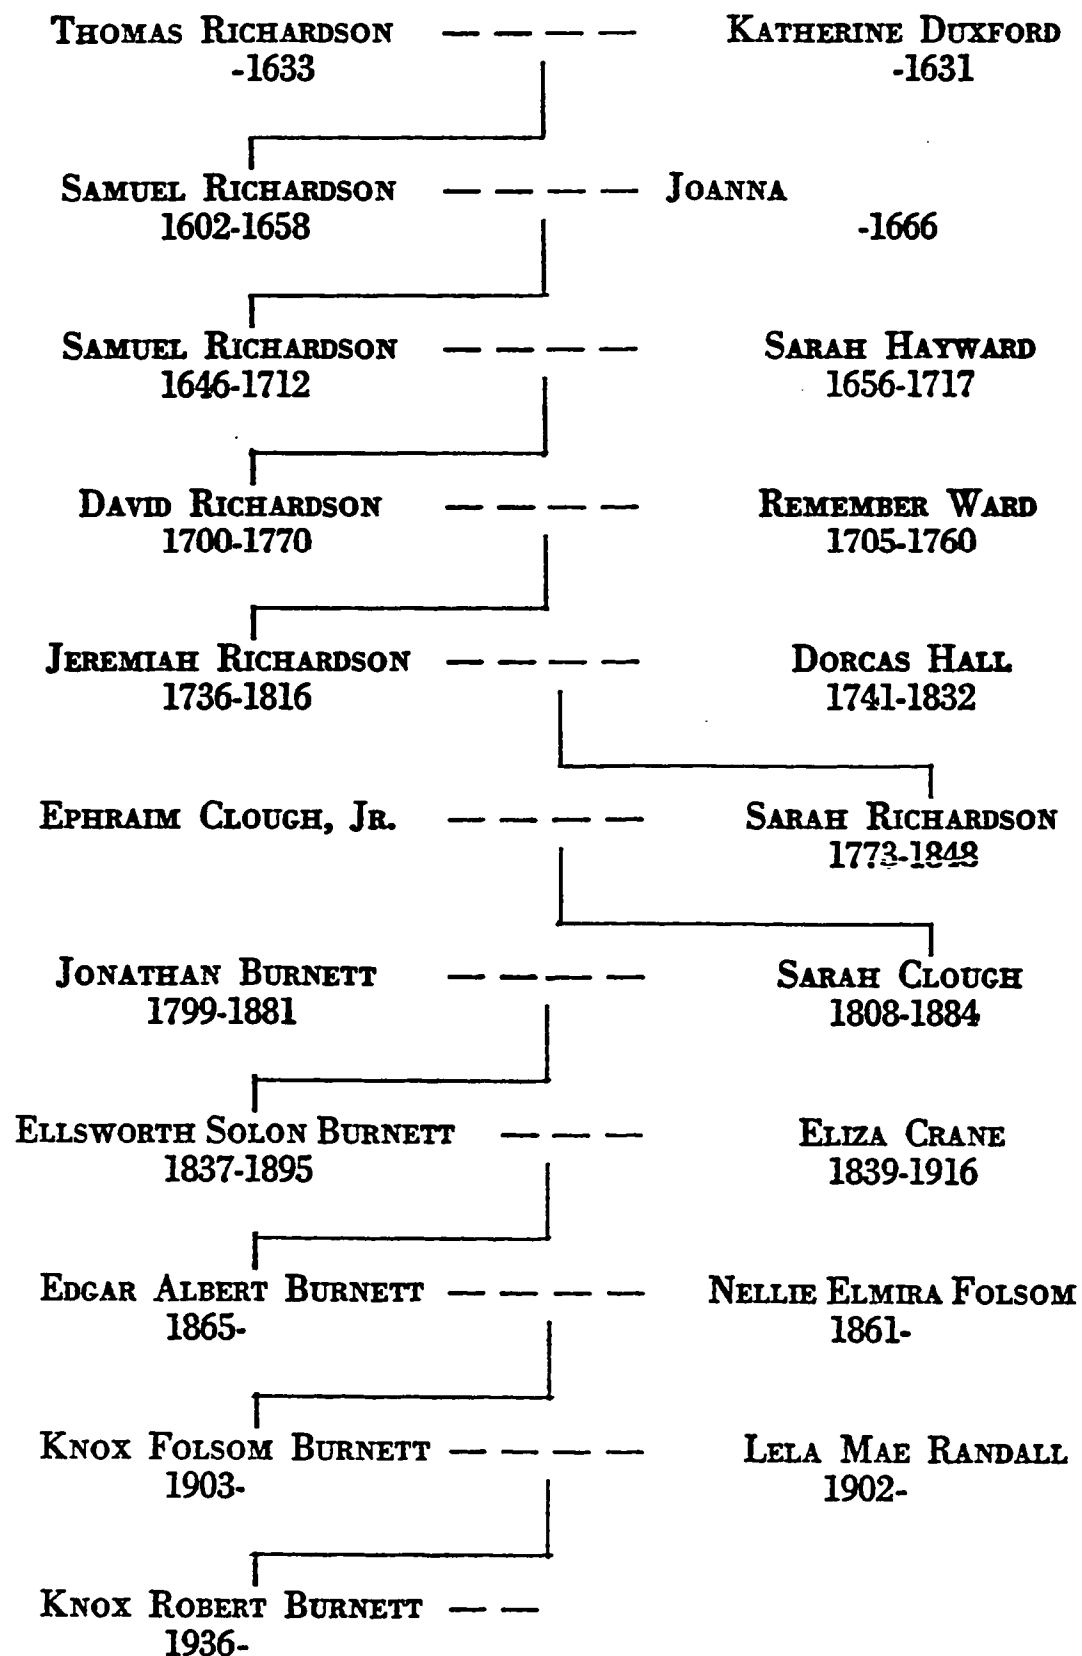 THOMAS RICHARDSON — — — — KATHERINE DUXFORD
-1633 -1631
SAMUEL RICHARDSON — — — — JOANNA
1602-1658 -1666
SAMUEL RICHARDSON — — — — SARAH HAYWARD
1646-1712 1656-1717
DAVID RICHARDSON — — — — REMEMBER WARD
1700-1770 1705-1760
JEREMIAH RICHARDSON — — — — DORCAS HALL
1736-1816 1741-1832
EPHRAIM CLOUGH, JR. — — — — SARAH RICHARDSON
1773-1848
JONATHAN BURNETT — — — — SARAH CLOUGH
1799-1881 1808-1884
ELLSWORTH SOLON BURNETT — — — ELIZA CRANE
1837-1895 1839-1916
EDGAR ALBERT BURNETT — — — — NELLIE ELMIRA FOLSOM
1865- 1861-
KNOX FOLSOM BURNETT — — — — LELA MAE RANDALL
1903- 1902-
KNOX ROBERT BURNETT — —
1936-